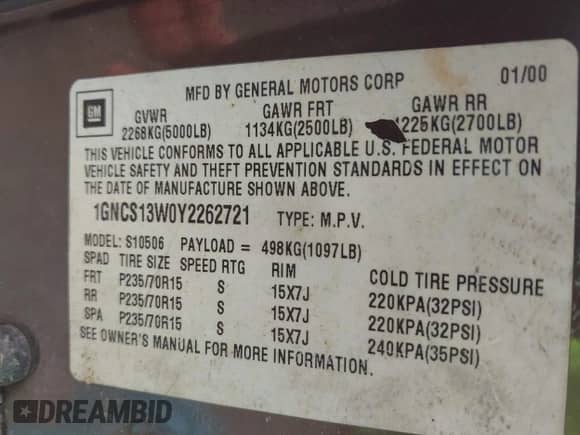 MFD BY GENERAL MOTORS CORP 01/00
GM
GVWR GAWR FRT GAWR RR
2268KG(5000LB) 1134KG(2500LB) 1225KG(2700LB)
THIS VEHICLE CONFORMS TO ALL APPLICABLE U.S. FEDERAL MOTOR
VEHICLE SAFETY AND THEFT PREVENTION STANDARDS IN EFFECT ON
THE DATE OF MANUFACTURE SHOWN ABOVE.
1GNCS13W0Y2262721 TYPE: M.P.V.
MODEL: S10506 PAYLOAD = 498KG(1097LB)
SPAD TIRE SIZE SPEED RTG RIM COLD TIRE PRESSURE
FRT P235/70R15 S 15X7J 220KPA(32PSI)
RR P235/70R15 S 15X7J 220KPA(32PSI)
SPA P235/70R15 S 15X7J 240KPA(35PSI)
SEE OWNER'S MANUAL FOR MORE INFORMATION.
DREAMBID